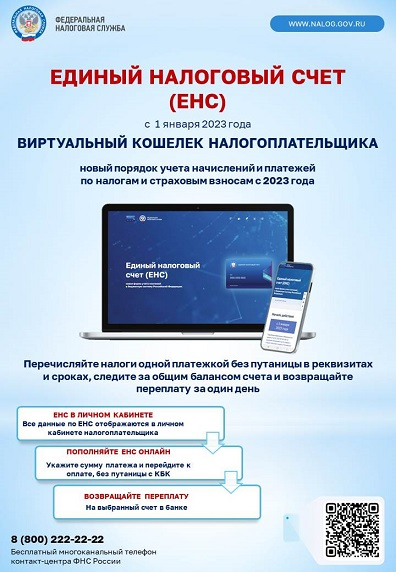 ФЕДЕРАЛЬНАЯ
НАЛОГОВАЯ СЛУЖБА
WWW.NALOG.GOV.RU
ЕДИНЫЙ НАЛОГОВЫЙ СЧЕТ
(ЕНС)
с 1 января 2023 года
ВИРТУАЛЬНЫЙ КОШЕЛЕК НАЛОГОПЛАТЕЛЬЩИКА
новый порядок учета начислений и платежей
по налогам и страховым взносам с 2023 года
Единый налоговый
счет (ЕНС)
Единый налоговый
счет (ЕНС)
Перечисляйте налоги одной платежкой без путаницы в реквизитах
и сроках, следите за общим балансом счета и возвращайте
переплату за один день
ЕНС В ЛИЧНОМ КАБИНЕТЕ
Все данные по ЕНС отображаются в личном
кабинете налогоплательщика
ПОПОЛНЯЙТЕ ЕНС ОНЛАЙН
Укажите сумму платежа и перейдите к
оплате, без путаницы с КБК
ВОЗВРАЩАЙТЕ ПЕРЕПЛАТУ
На выбранный счет в банке
8 (800) 222-22-22
Бесплатный многоканальный телефон
контакт-центра ФНС России